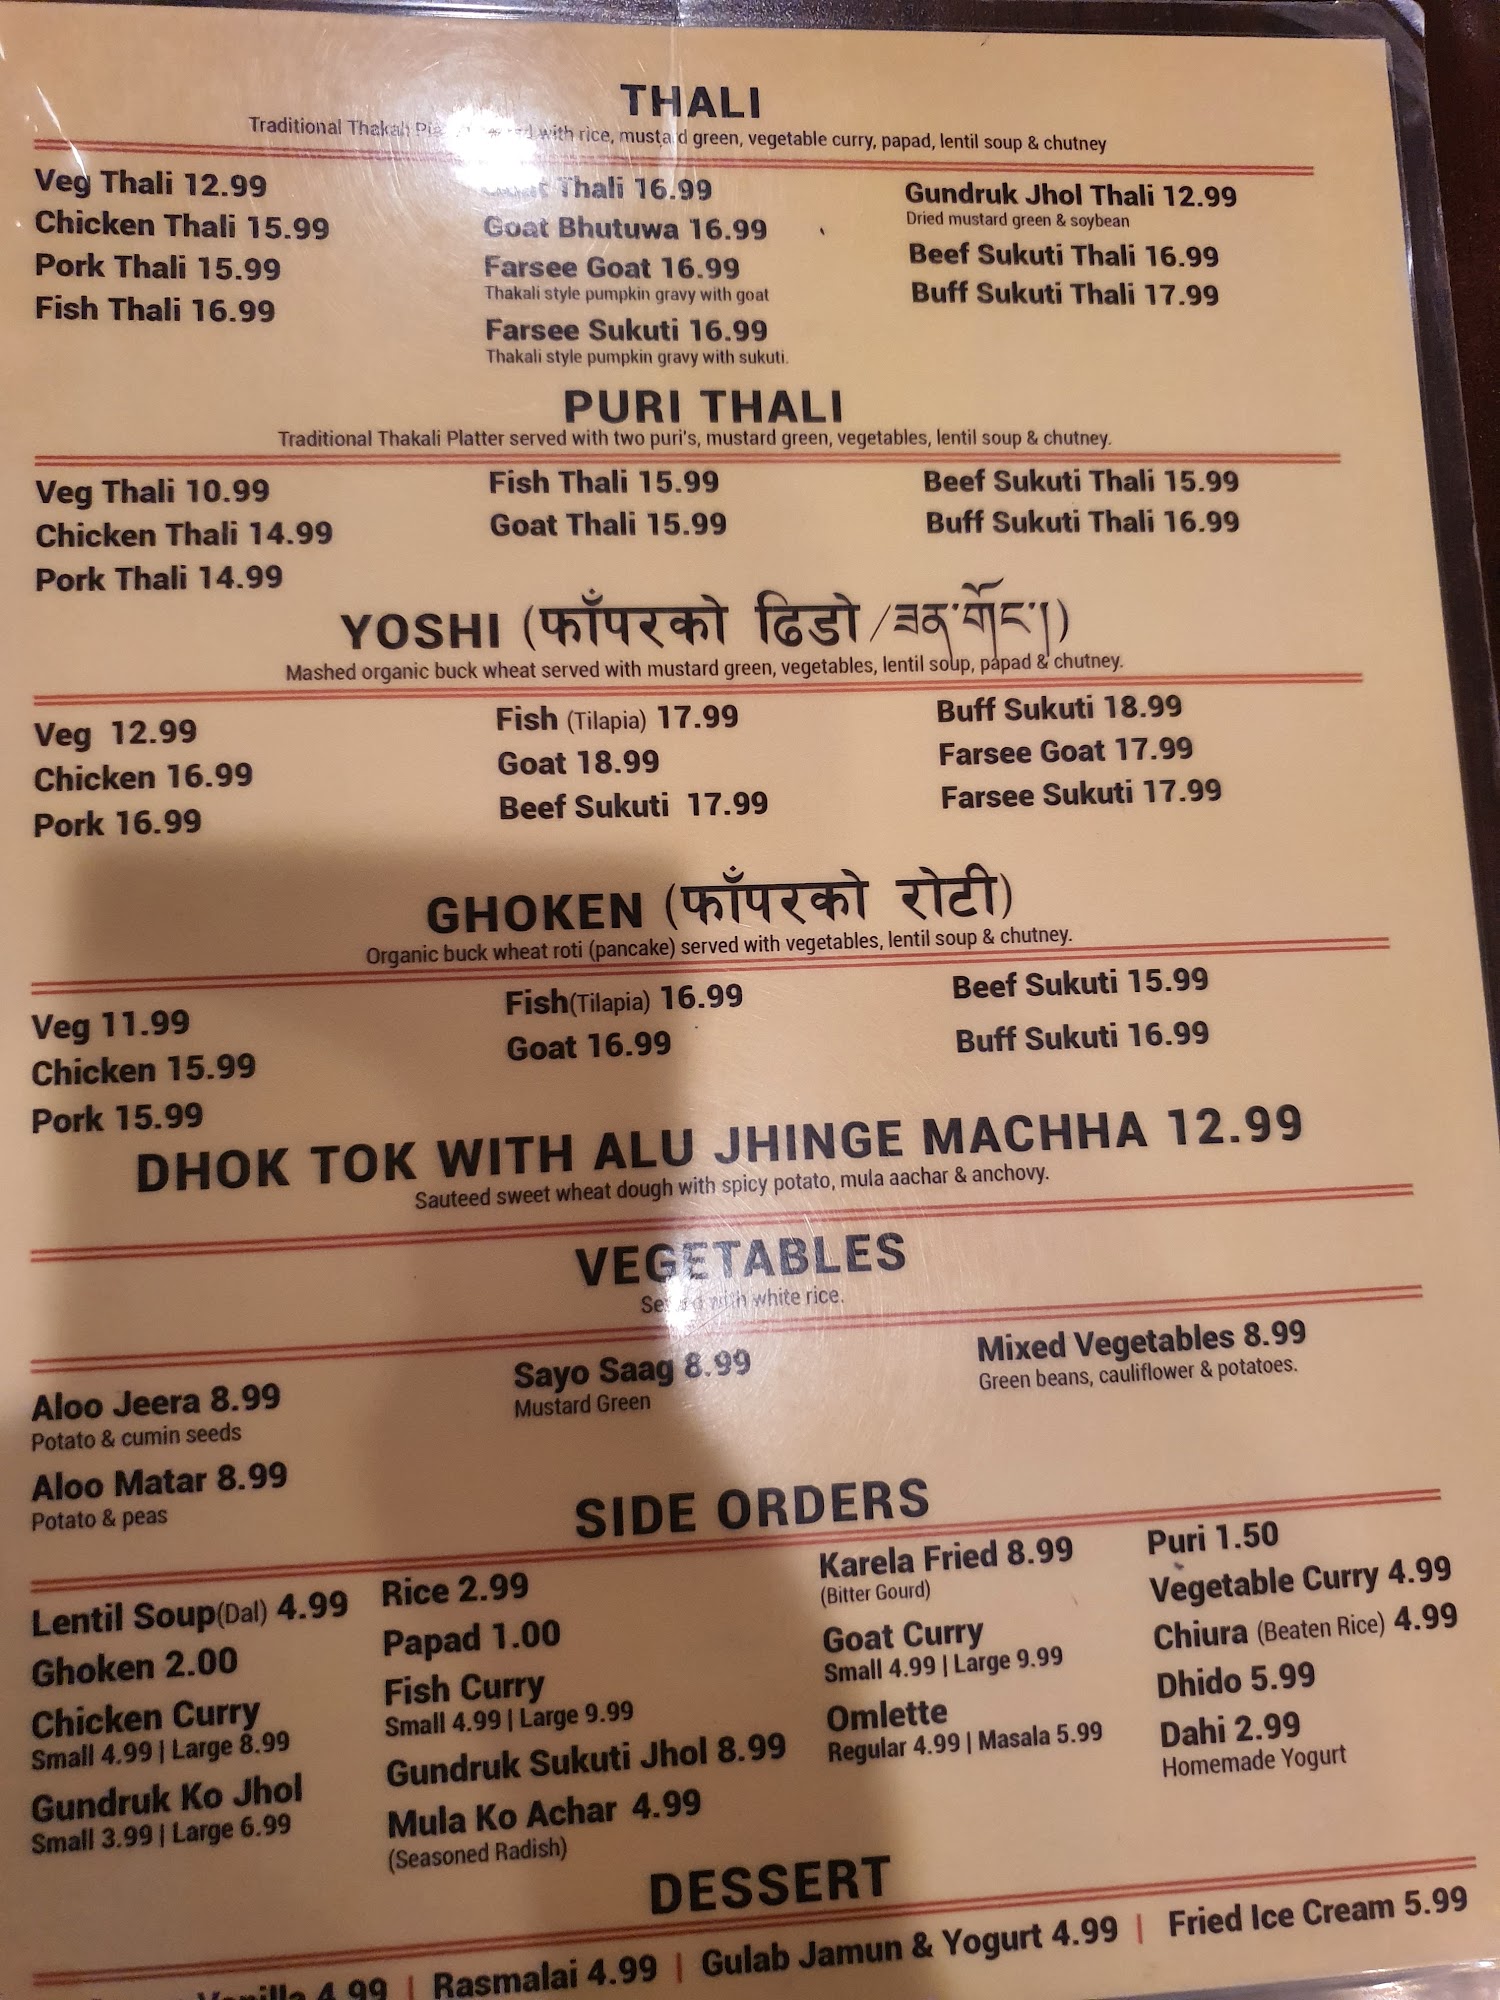 THALI
Traditional Thakali with rice, mustard green, vegetable curry, papad, lentil soup & chutney
Veg Thali 12.99
Chicken Thali 15.99
Pork Thali 15.99
Fish Thali 16.99
Thali 16.99
Goat Bhutuwa 16.99
Farsee Goat 16.99
Thakali style pumpkin gravy with goat
Farsee Sukuti 16.99
Thakali style pumpkin gravy with sukuti.
Gundruk Jhol Thali 12.99
Dried mustard green & soybean
Beef Sukuti Thali 16.99
Buff Sukuti Thali 17.99
PURI THALI
Traditional Thakali Platter served with two puri's, mustard green, vegetables, lentil soup & chutney.
Veg Thali 10.99
Chicken Thali 14.99
Pork Thali 14.99
Fish Thali 15.99
Goat Thali 15.99
Beef Sukuti Thali 15.99
Buff Sukuti Thali 16.99
YOSHI (फाँपरको ढिडो /ཟན་གོང་།)
Mashed organic buck wheat served with mustard green, vegetables, lentil soup, papad & chutney.
Veg 12.99
Chicken 16.99
Pork 16.99
Fish (Tilapia) 17.99
Goat 18.99
Beef Sukuti 17.99
Buff Sukuti 18.99
Farsee Goat 17.99
Farsee Sukuti 17.99
GHOKEN (फाँपरको रोटी)
Organic buck wheat roti (pancake) served with vegetables, lentil soup & chutney.
Veg 11.99
Chicken 15.99
Pork 15.99
Fish(Tilapia) 16.99
Goat 16.99
Beef Sukuti 15.99
Buff Sukuti 16.99
DHOK TOK WITH ALU JHINGE MACHHA 12.99
Sauteed sweet wheat dough with spicy potato, mula aachar & anchovy.
VEGETABLES
Served with white rice.
Aloo Jeera 8.99
Potato & cumin seeds
Aloo Matar 8.99
Potato & peas
Sayo Saag 8.99
Mustard Green
Mixed Vegetables 8.99
Green beans, cauliflower & potatoes.
SIDE ORDERS
Lentil Soup(Dal) 4.99
Ghoken 2.00
Chicken Curry
Small 4.99 | Large 8.99
Gundruk Ko Jhol
Small 3.99 | Large 6.99
Rice 2.99
Papad 1.00
Fish Curry
Small 4.99 | Large 9.99
Gundruk Sukuti Jhol 8.99
Mula Ko Achar 4.99
(Seasoned Radish)
Karela Fried 8.99
(Bitter Gourd)
Goat Curry
Small 4.99 | Large 9.99
Omlette
Regular 4.99 | Masala 5.99
Puri 1.50
Vegetable Curry 4.99
Chiura (Beaten Rice) 4.99
Dhido 5.99
Dahi 2.99
Homemade Yogurt
DESSERT
Vanilla 4.99 | Rasmalai 4.99 | Gulab Jamun & Yogurt 4.99 | Fried Ice Cream 5.99